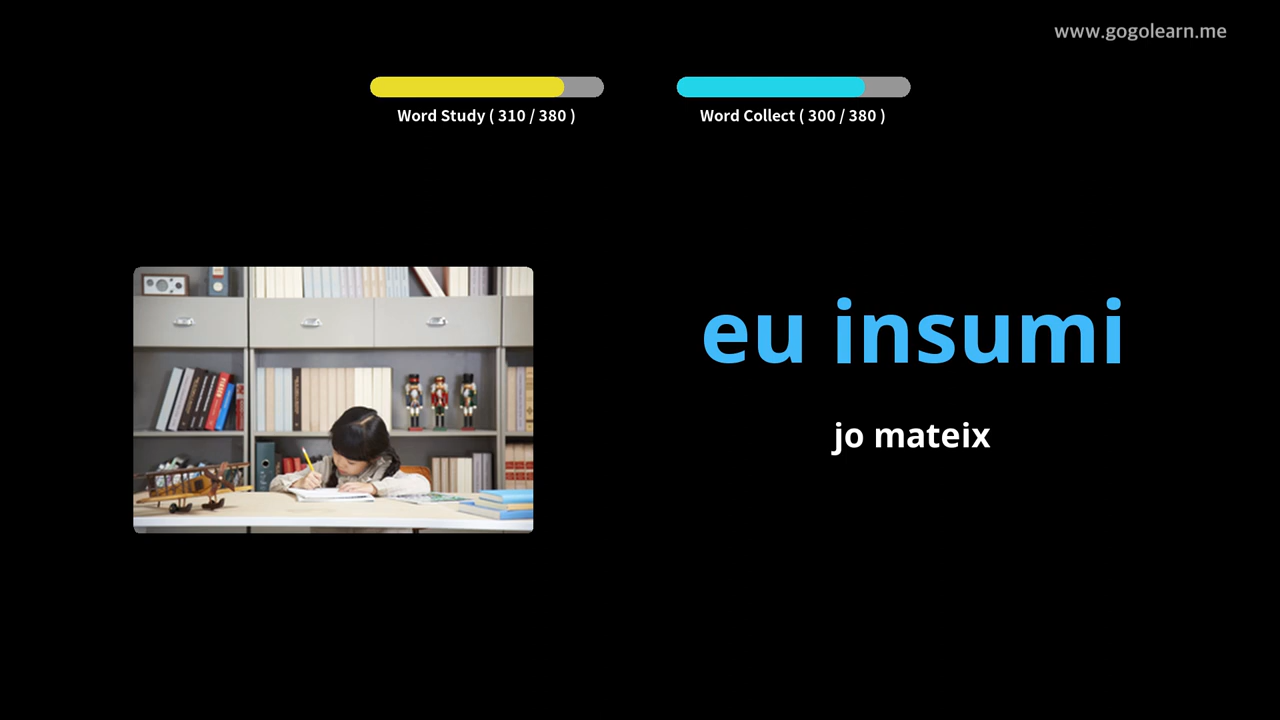 www.gogolearn.me
Word Study ( 310 / 380 )
Word Collect ( 300 / 380 )
eu insumi
jo mateix